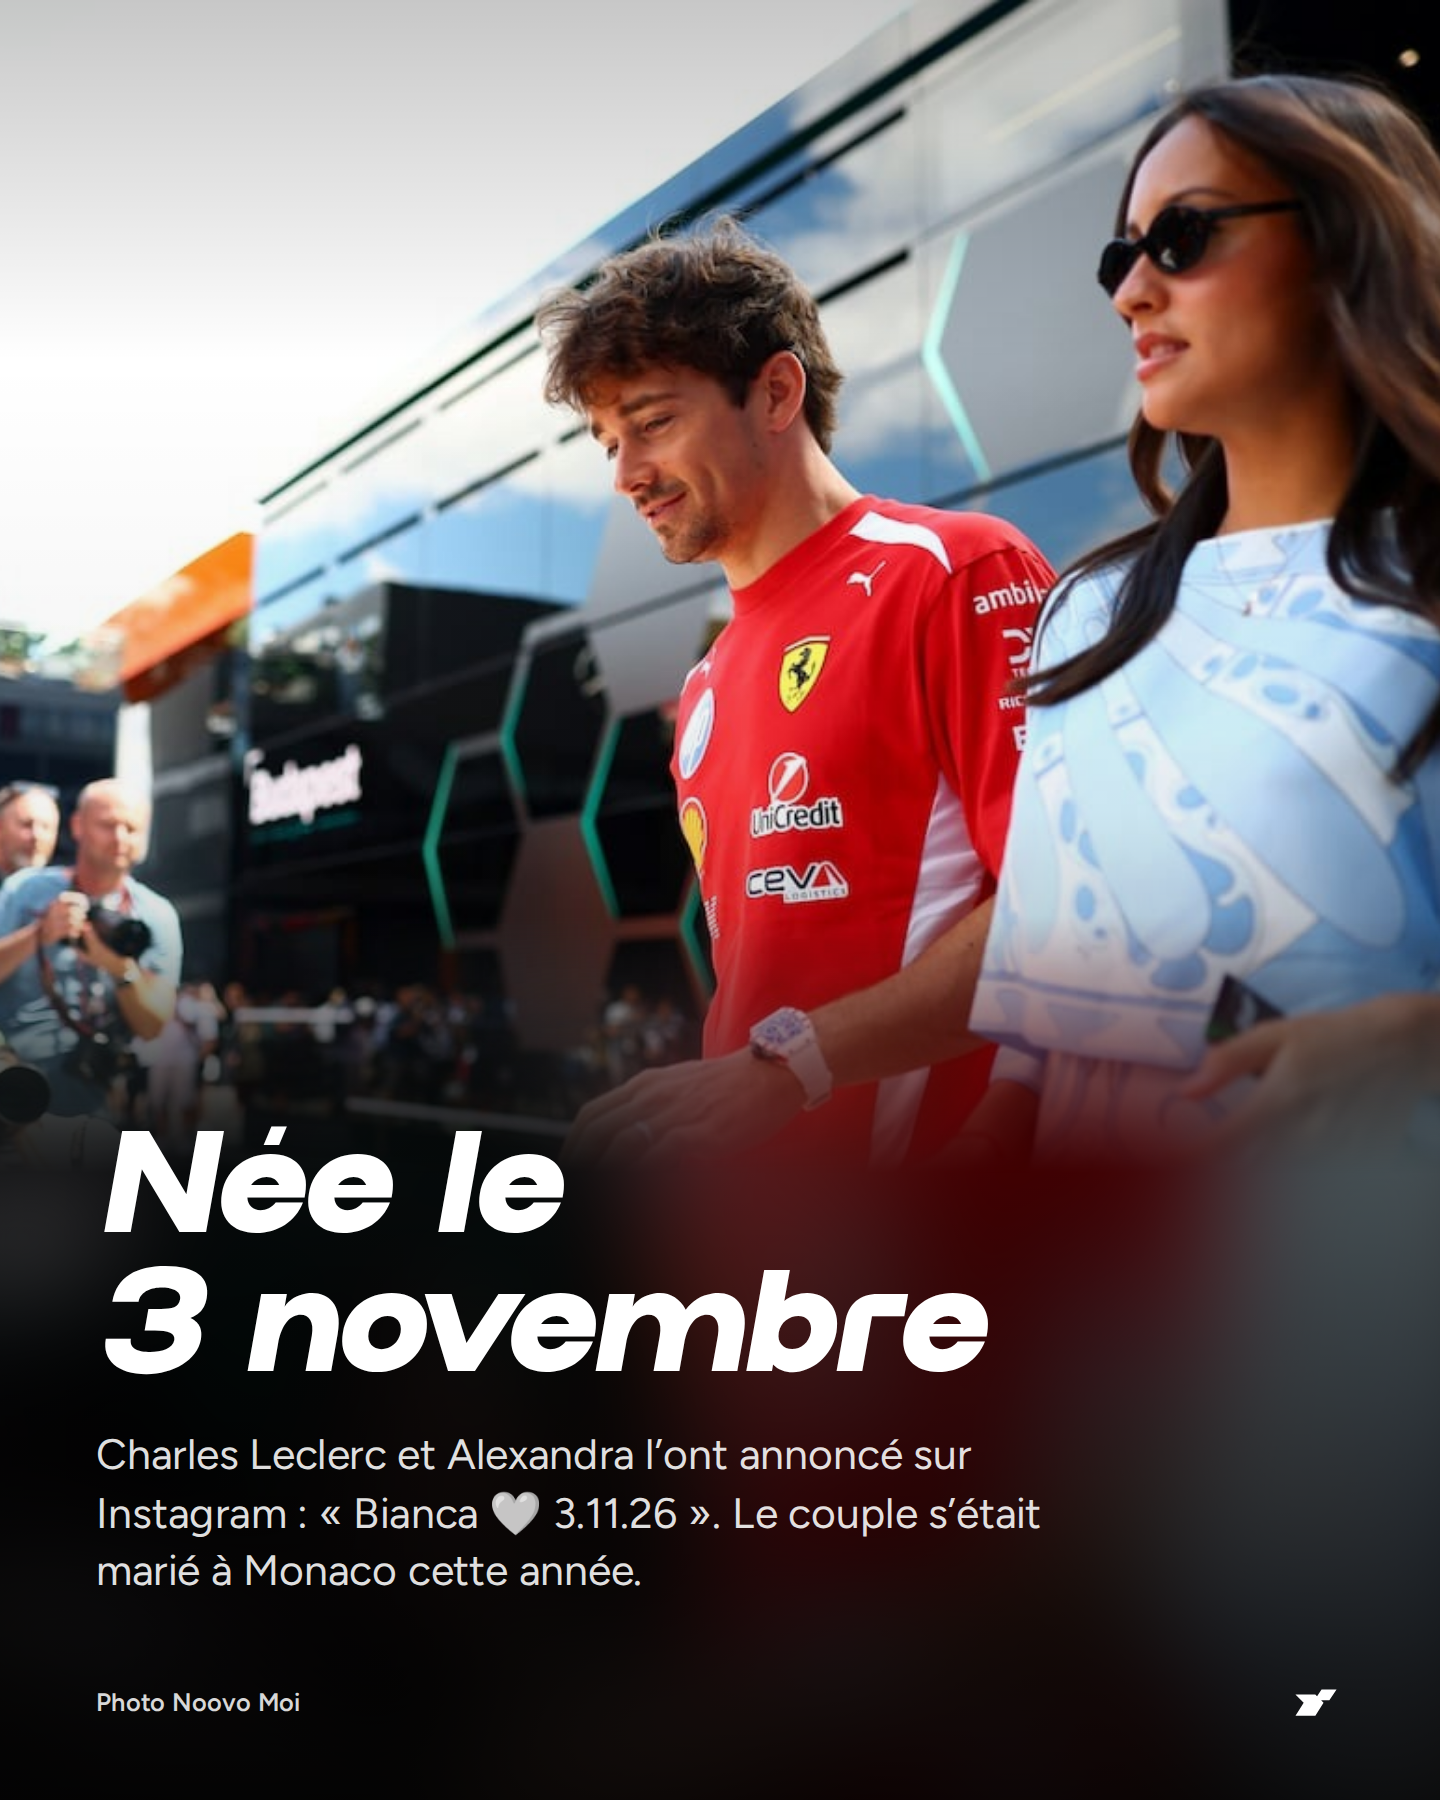 Budapest
ambi
RIC
UniCredit
ceva
LOGISTICS
Née le
3 novembre
Charles Leclerc et Alexandra l’ont annoncé sur
Instagram : « Bianca 🤍 3.11.26 ». Le couple s’était
marié à Monaco cette année.
Photo Noovo Moi